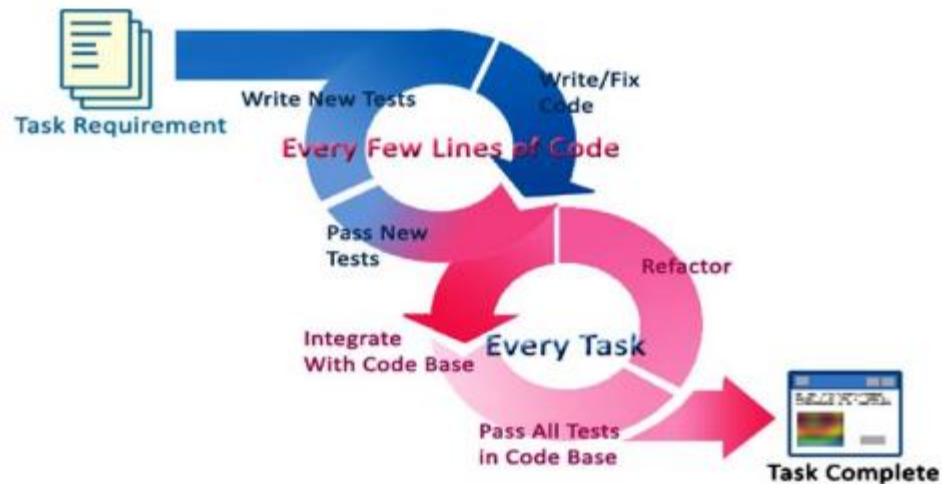 Task Requirement
Write New Tests
Write/Fix
Code
Every Few Lines of Code
Pass New
Tests
Refactor
Integrate
With Code Base
Every Task
Pass All Tests
in Code Base
Task Complete